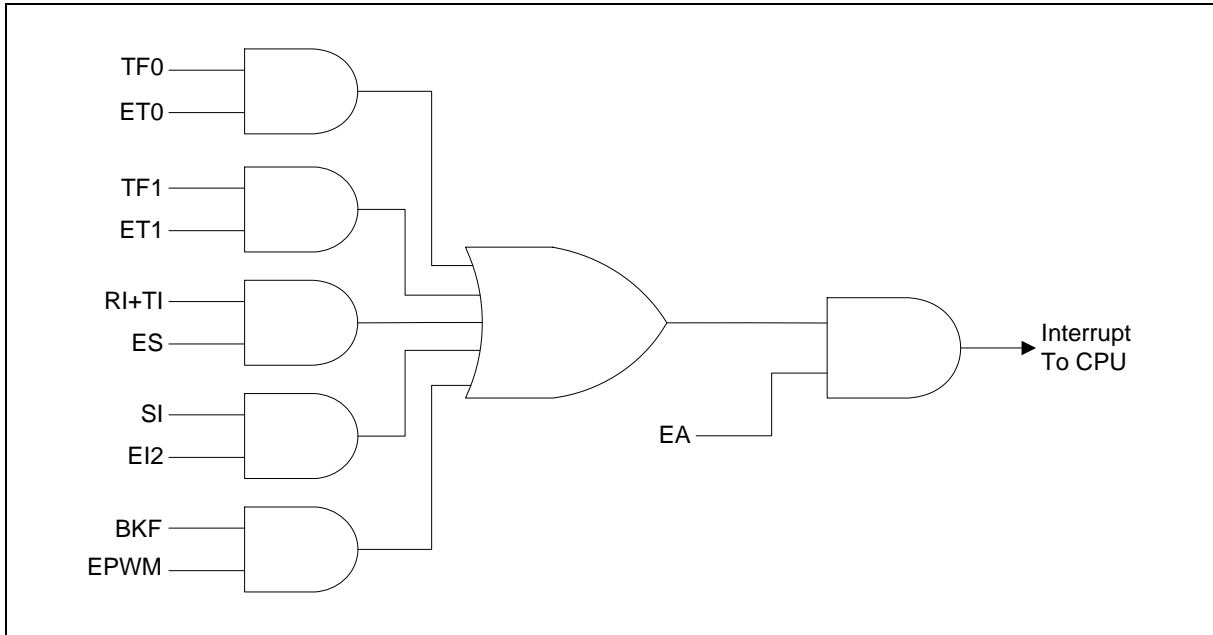 TF0
ET0
TF1
ET1
RI+TI
ES
SI
EI2
BKF
EPWM
EA
Interrupt
To CPU